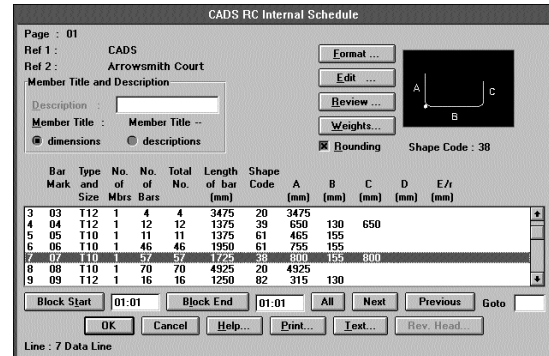 CADS RC Internal Schedule
Page : 01
Ref 1 : CADS
Ref 2 : Arrowsmith Court
Member Title and Description
Description :
Member Title : Member Title --
dimensions descriptions
Format ...
Edit ...
Review ...
Weights...
Rounding
A
B
C
Shape Code : 38
Bar Mark Type and Size No. of Mbrs No. of Bars Total No. Length of bar (mm) Shape Code A (mm) B (mm) C (mm) D (mm) E/r (mm)
3 03 T12 1 4 4 3475 20 3475
4 04 T12 1 12 12 1375 39 650 130 650
5 05 T10 1 11 11 1375 61 465 155
6 06 T10 1 46 46 1950 61 755 155
7 07 T10 1 57 57 1725 38 800 155 800
8 08 T10 1 70 70 4925 20 4925
9 09 T12 1 16 16 1250 82 315 130
Block Start 01:01 Block End 01:01 All Next Previous Goto
OK Cancel Help... Print... Text... Rev. Head...
Line : 7 Data Line